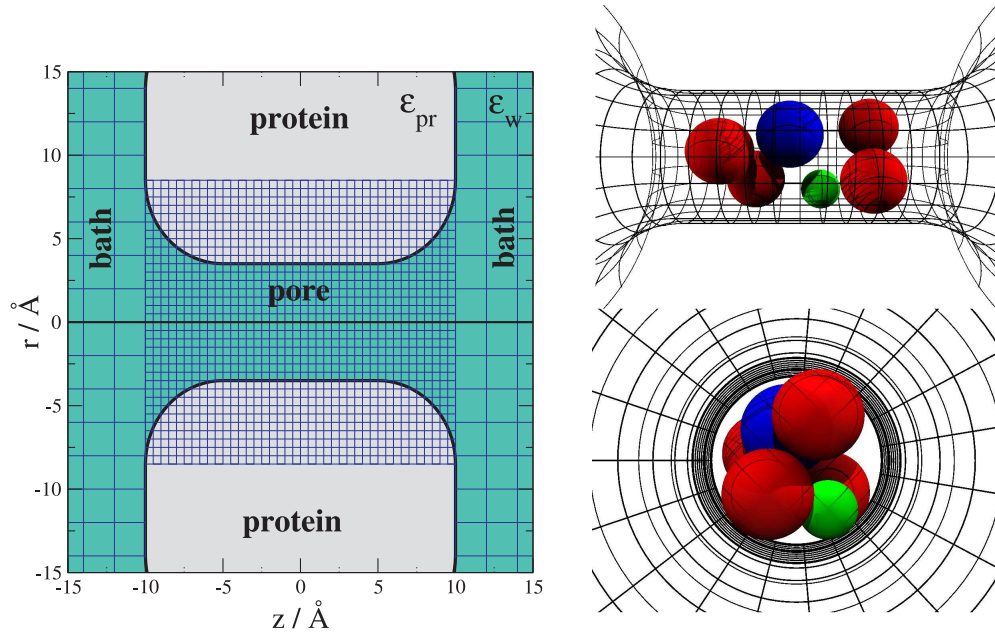 15
10
5
0
-5
-10
-15
r / Å
-15 -10 -5 0 5 10 15
z / Å
protein
ε_pr
ε_w
bath
bath
pore
protein